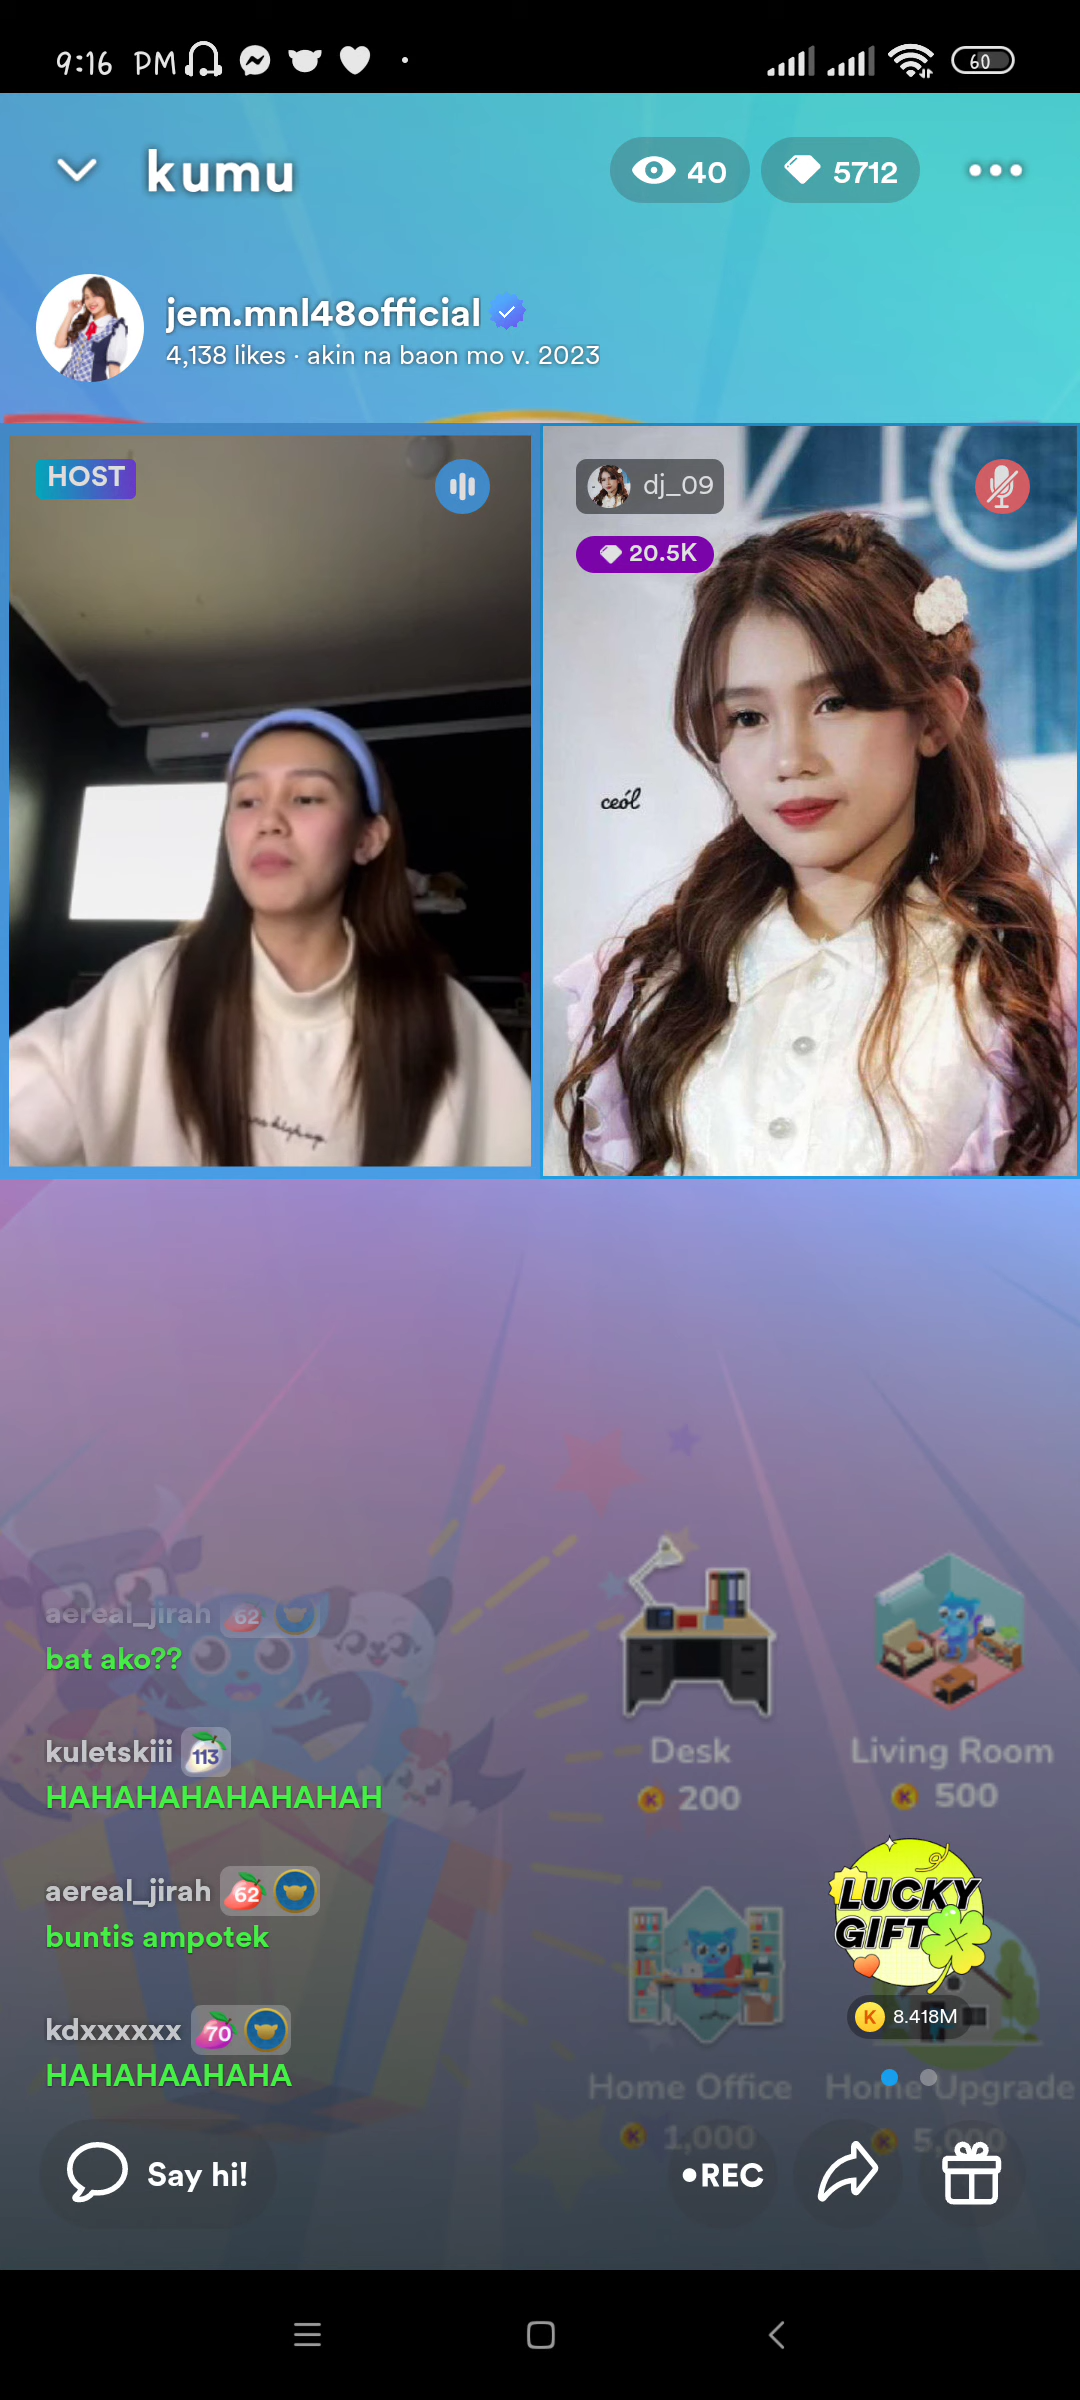 9:16 PM
60
kumu
40
5712
jem.mnl48official
4,138 likes · akin na baon mo v. 2023
HOST
dj_09
20.5K
ceól
aereal_jirah 62
bat ako??
kuletskiii 113
HAHAHAHAHAHAHAH
aereal_jirah 62
buntis ampotek
kdxxxxxx 70
HAHAHAAHAHA
Desk
200
Living Room
500
LUCKY
GIFT
K 8.418M
Home Office
1,000
Home Upgrade
5,000
Say hi!
REC